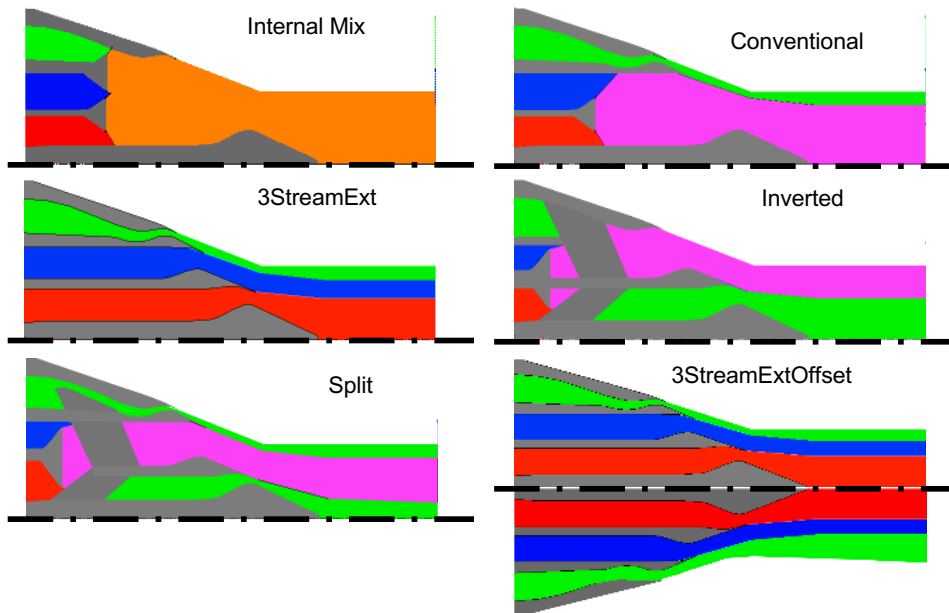 Internal Mix
Conventional
3StreamExt
Inverted
Split
3StreamExtOffset